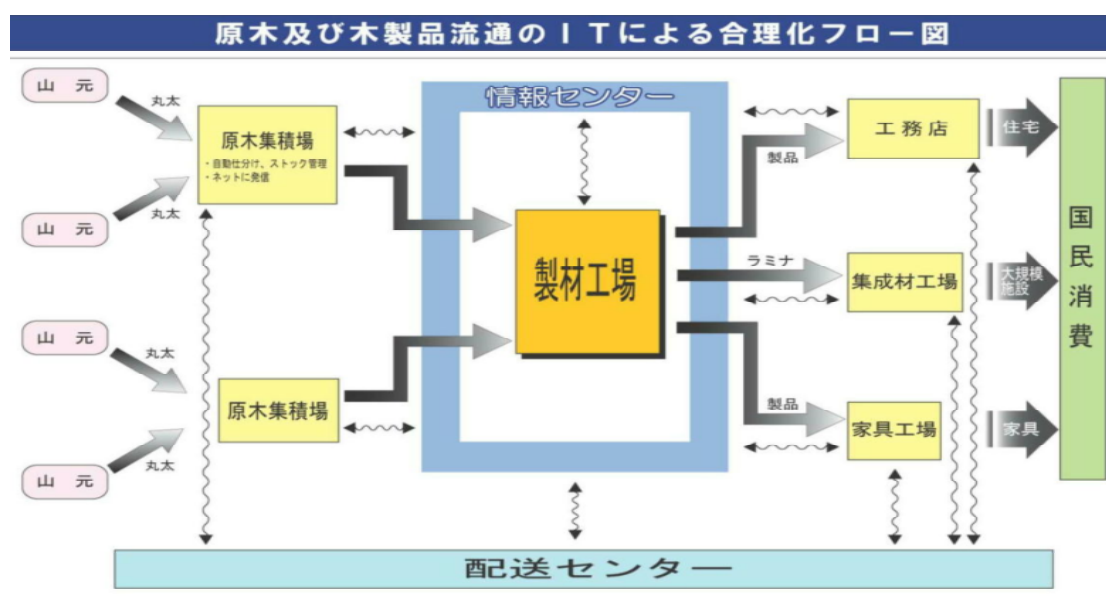 原木及び木製品流通のＩＴによる合理化フロー図
山　元
丸太
原木集積場
・自動仕分け、ストック管理
・ネットに発信
丸太
山　元
山　元
丸太
原木集積場
丸太
山　元
情報センター
製材工場
製品
工務店
住宅
ラミナ
集成材工場
大規模
施設
製品
家具工場
家具
国民消費
配送センター